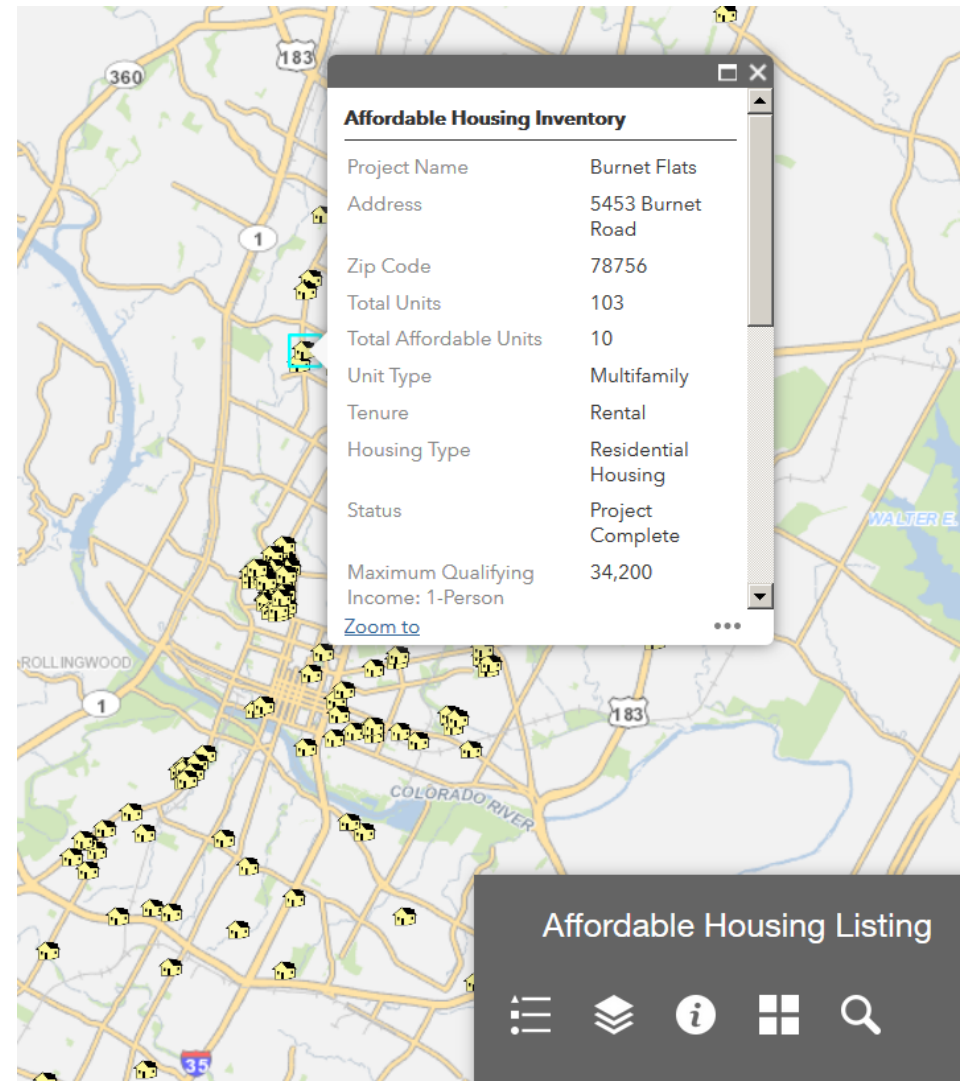 183
360
Affordable Housing Inventory
Project Name Burnet Flats
Address 5453 Burnet
Road
1
Zip Code 78756
Total Units 103
Total Affordable Units 10
Unit Type Multifamily
Tenure Rental
Housing Type Residential
Housing
Status Project
Complete
WALTER E.
Maximum Qualifying 34,200
Income: 1-Person
Zoom to
ROLLINGWOOD
1
183
COLORADO RIVER
Affordable Housing Listing
i
35